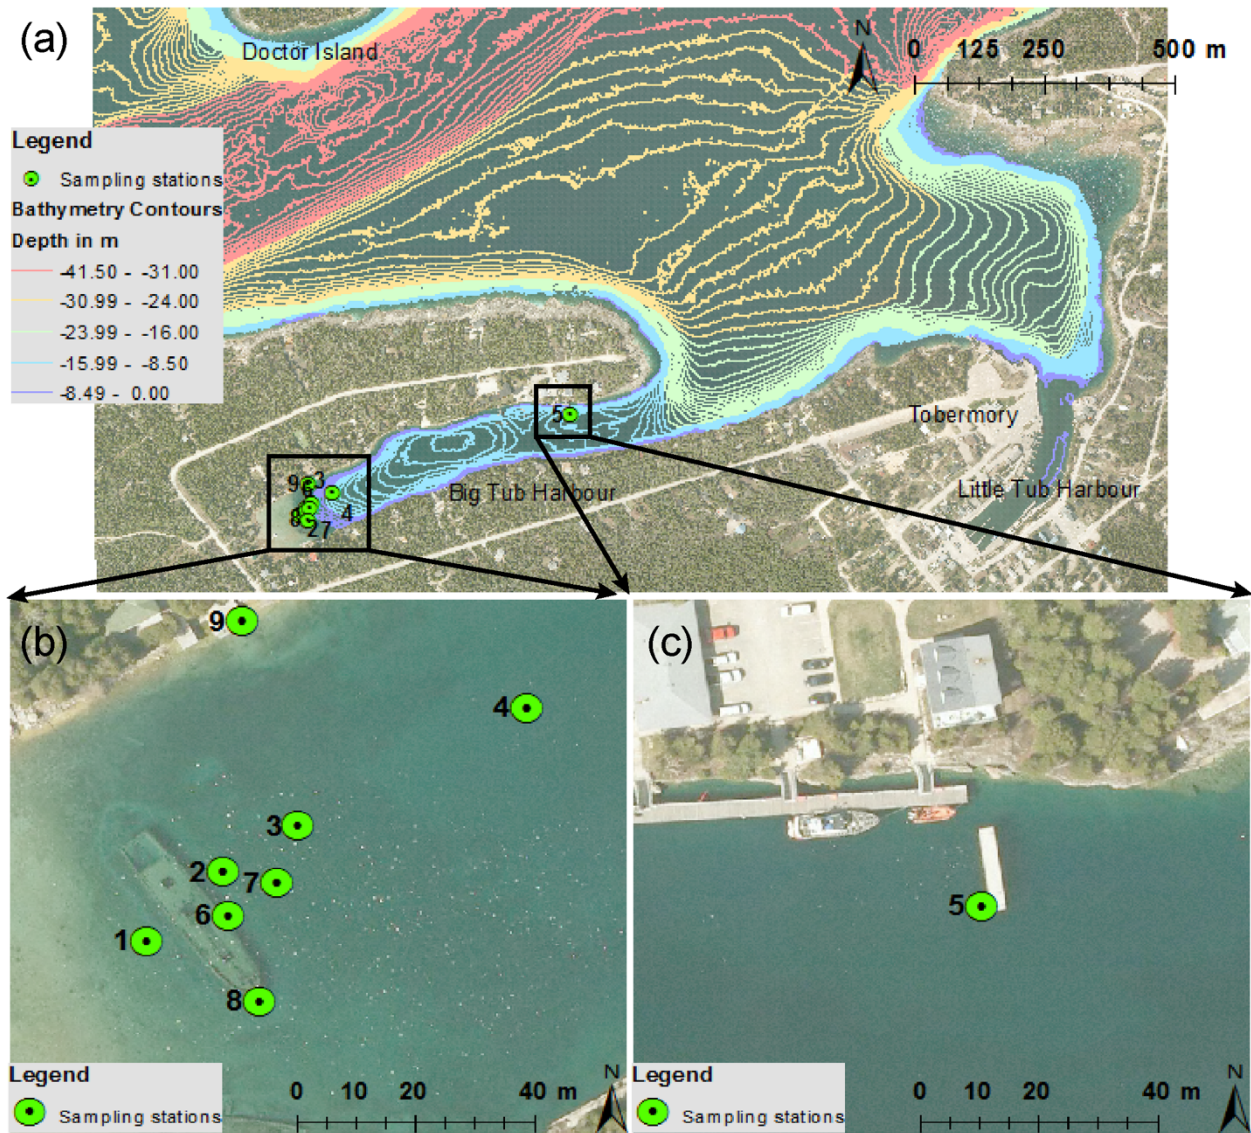 (a)
Doctor Island
N
0 125 250 500 m
Legend
Sampling stations
Bathymetry Contours
Depth in m
-41.50 - -31.00
-30.99 - -24.00
-23.99 - -16.00
-15.99 - -8.50
-8.49 - 0.00
5
Tobermory
9 3
Big Tub Harbour
Little Tub Harbour
4
8
27
(b)
9
4
3
2
7
6
1
8
Legend
Sampling stations
0 10 20 40 m
N
(c)
5
Legend
Sampling stations
0 10 20 40 m
N